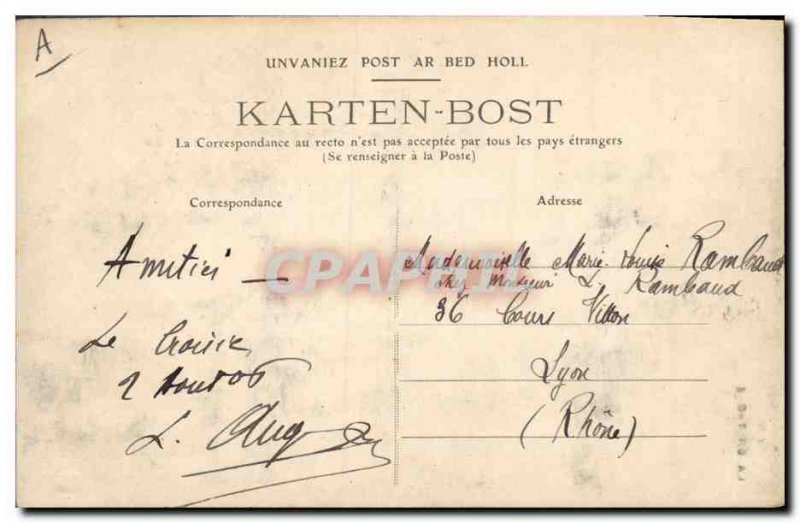 A
UNVANIEZ POST AR BED HOLL
KARTEN-BOST
La Correspondance au recto n'est pas acceptée par tous les pays étrangers
(Se renseigner à la Poste)
Correspondance
Adresse
Amitiés
Le Croisic
2 Aout 06
L.
Mademoiselle Marie Louise Rambaud
chez Monsieur L. Rambaud
36 Cours Vitton
Lyon
(Rhône)
CPAPHIL